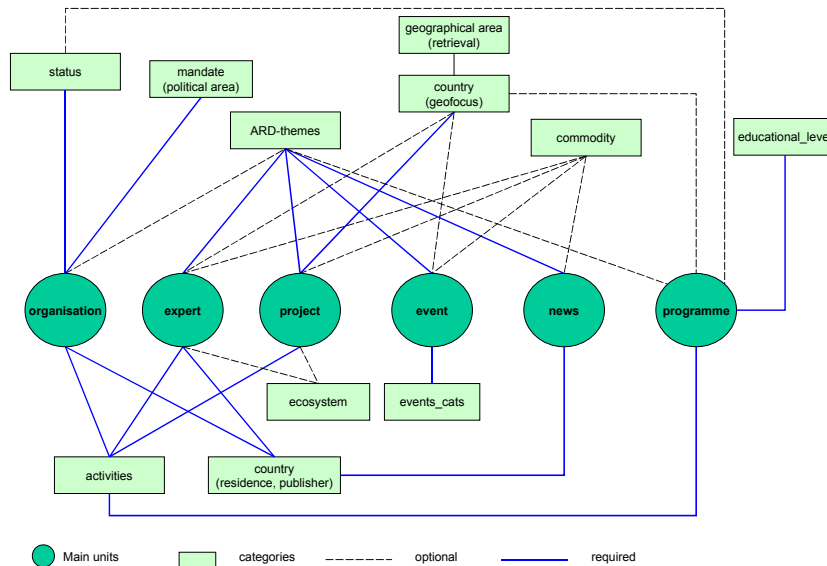 geographical area
(retrieval)
status
mandate
(political area)
country
(geofocus)
ARD-themes
commodity
educational_level
organisation
expert
project
event
news
programme
ecosystem
events_cats
activities
country
(residence, publisher)
Main units
categories
optional
required